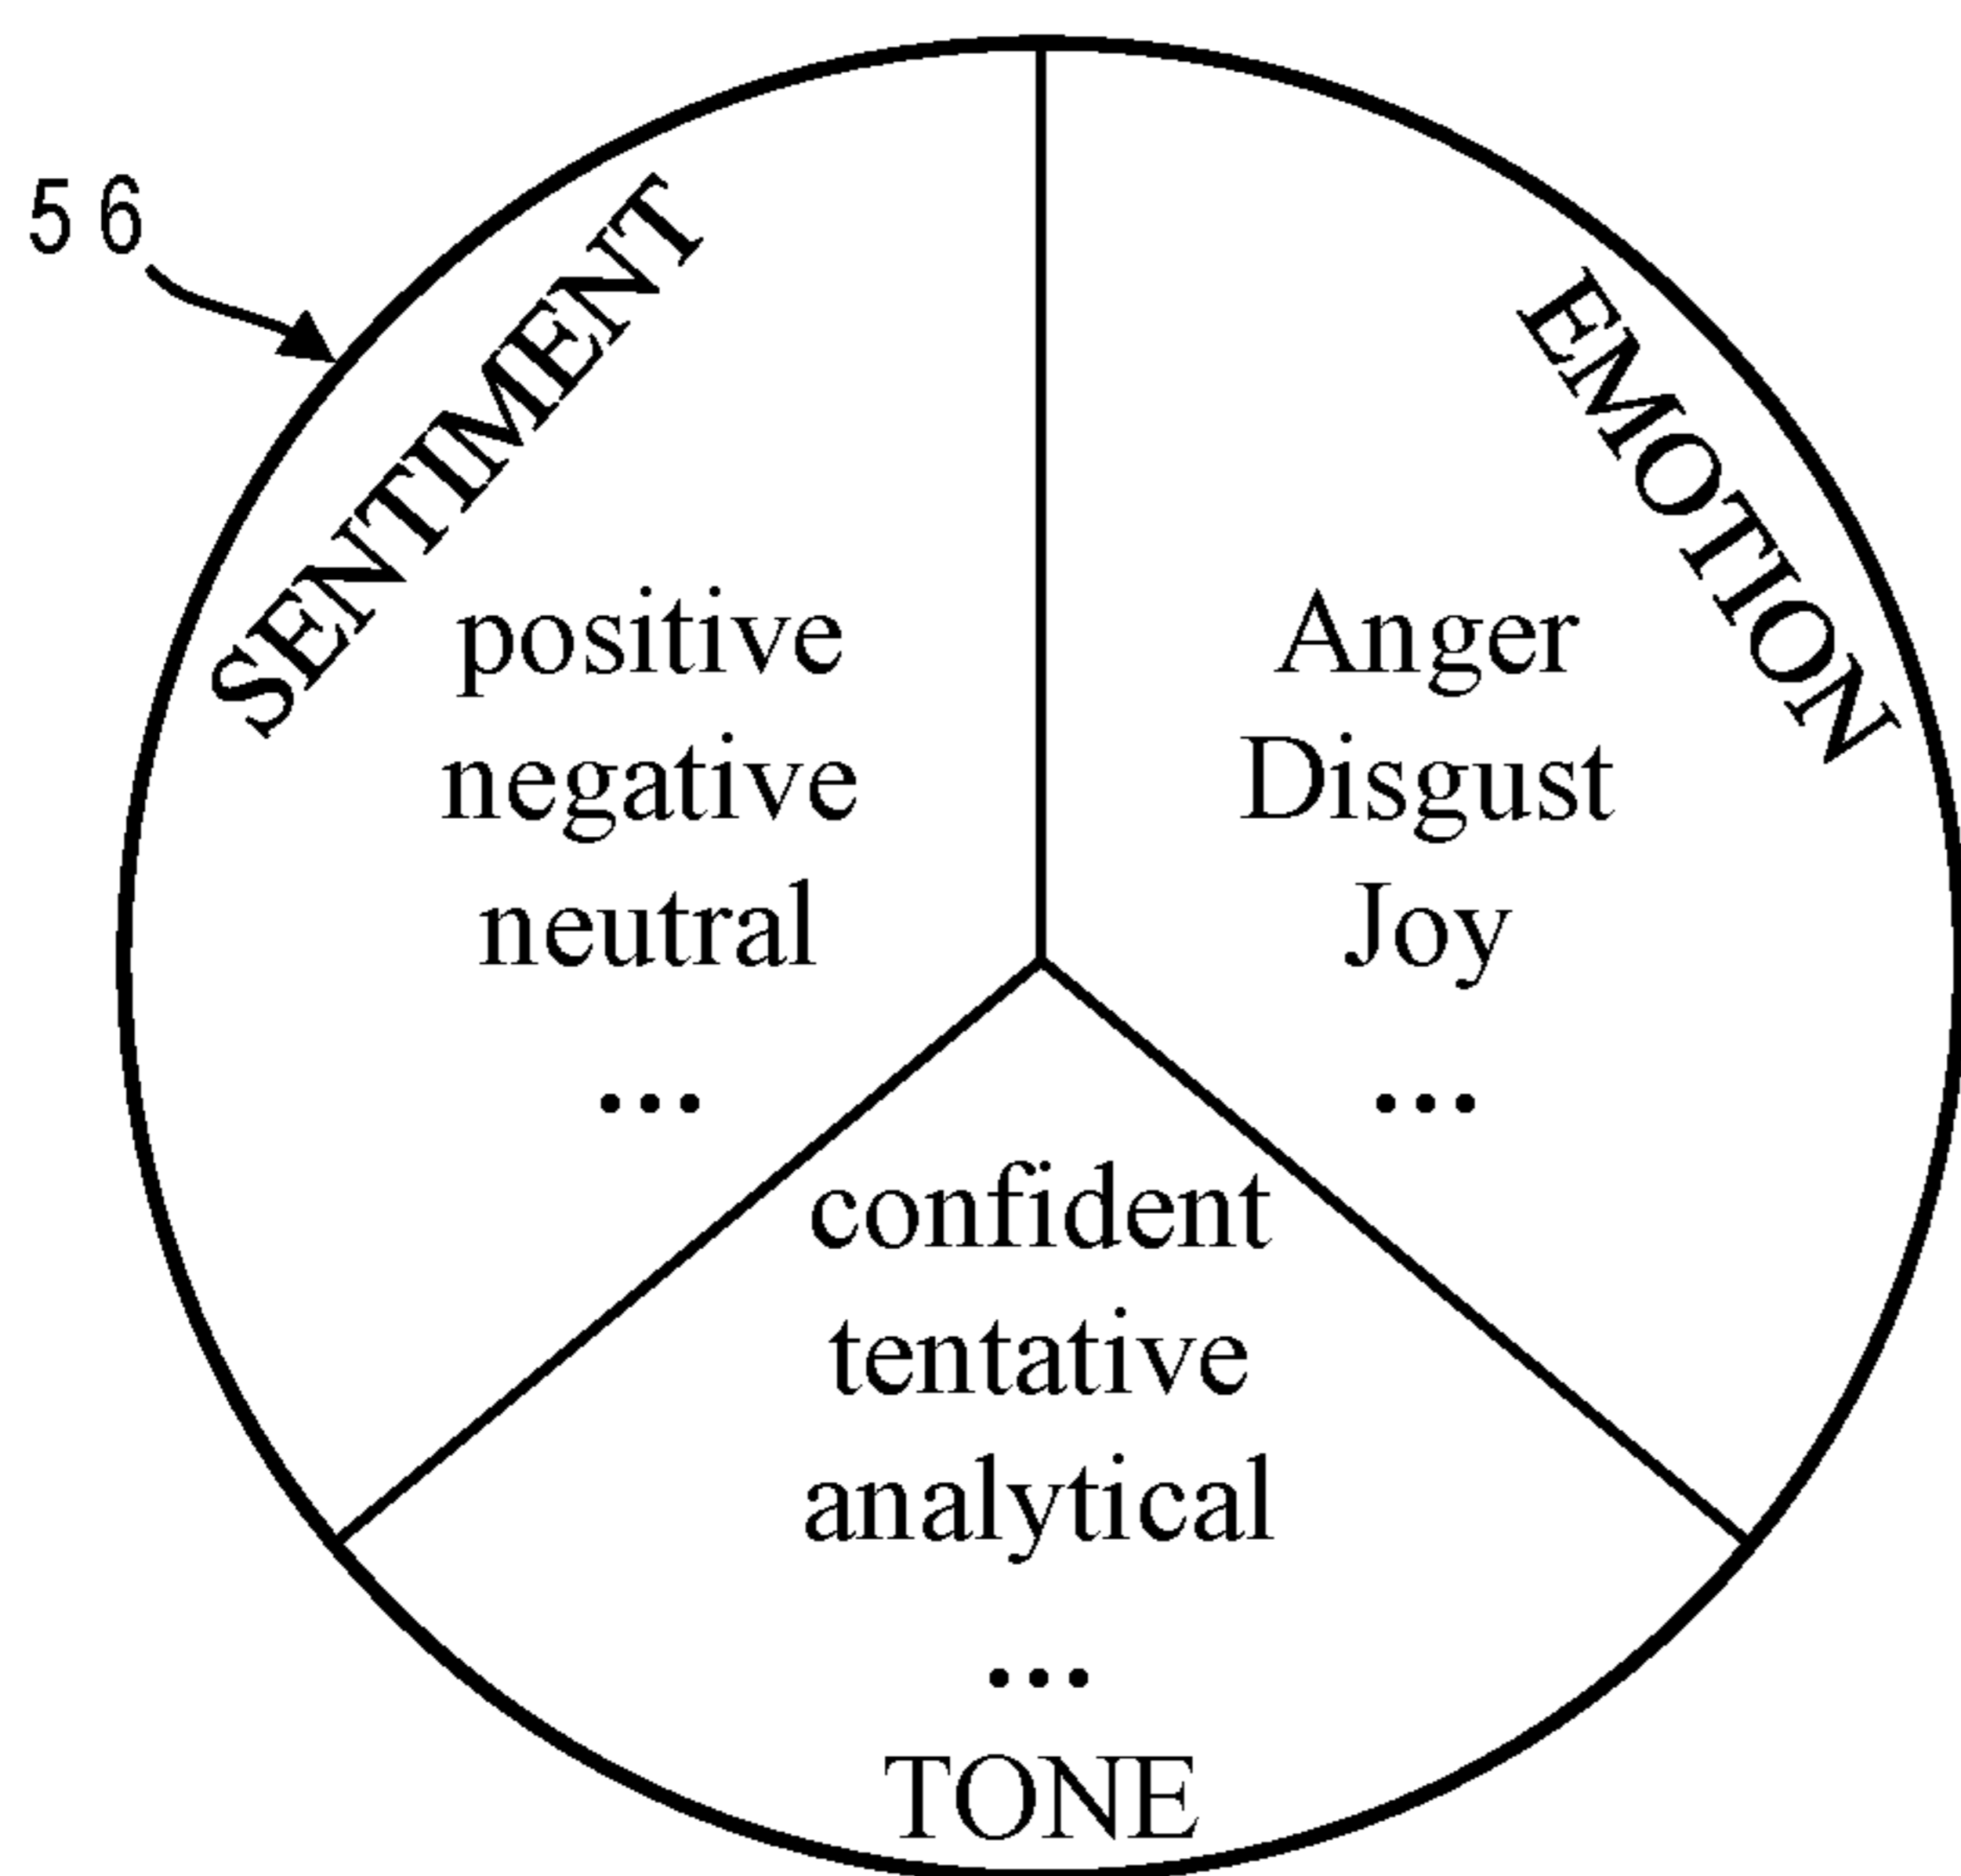 56
SENTIMENT
positive
negative
neutral
...
EMOTION
Anger
Disgust
Joy
...
confident
tentative
analytical
...
TONE